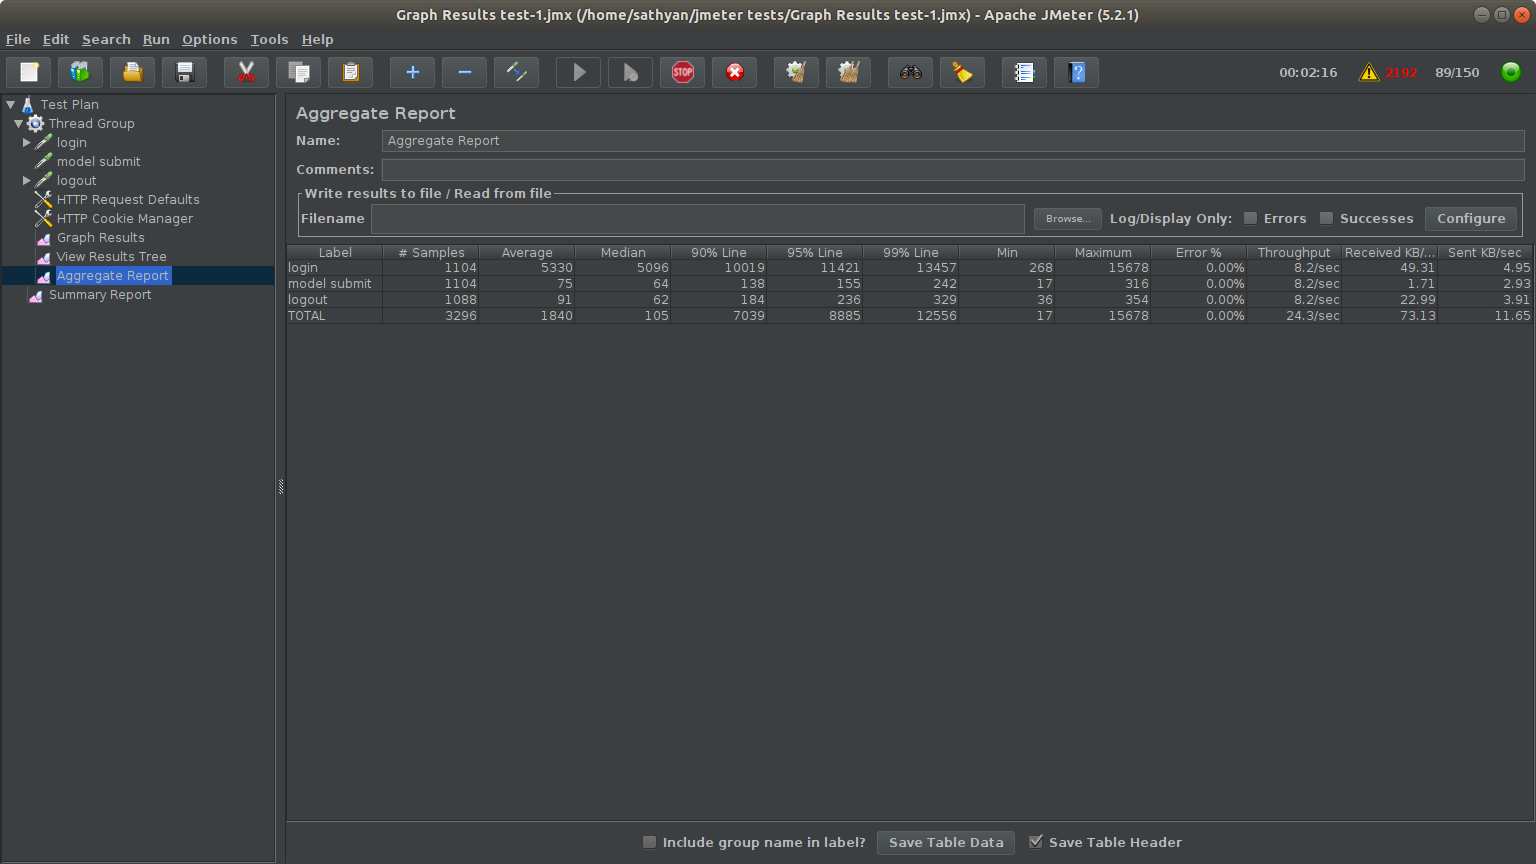 Graph Results test-1.jmx (/home/sathyan/jmeter tests/Graph Results test-1.jmx) - Apache JMeter (5.2.1)
File Edit Search Run Options Tools Help
STOP ? 00:02:16 2192 89/150
Test Plan
Thread Group
login
model submit
logout
HTTP Request Defaults
HTTP Cookie Manager
Graph Results
View Results Tree
Aggregate Report
Summary Report
Aggregate Report
Name: Aggregate Report
Comments:
Write results to file / Read from file
Filename Browse... Log/Display Only: Errors Successes Configure
Label # Samples Average Median 90% Line 95% Line 99% Line Min Maximum Error % Throughput Received KB/... Sent KB/sec
login 1104 5330 5096 10019 11421 13457 268 15678 0.00% 8.2/sec 49.31 4.95
model submit 1104 75 64 138 155 242 17 316 0.00% 8.2/sec 1.71 2.93
logout 1088 91 62 184 236 329 36 354 0.00% 8.2/sec 22.99 3.91
TOTAL 3296 1840 105 7039 8885 12556 17 15678 0.00% 24.3/sec 73.13 11.65
Include group name in label? Save Table Data Save Table Header